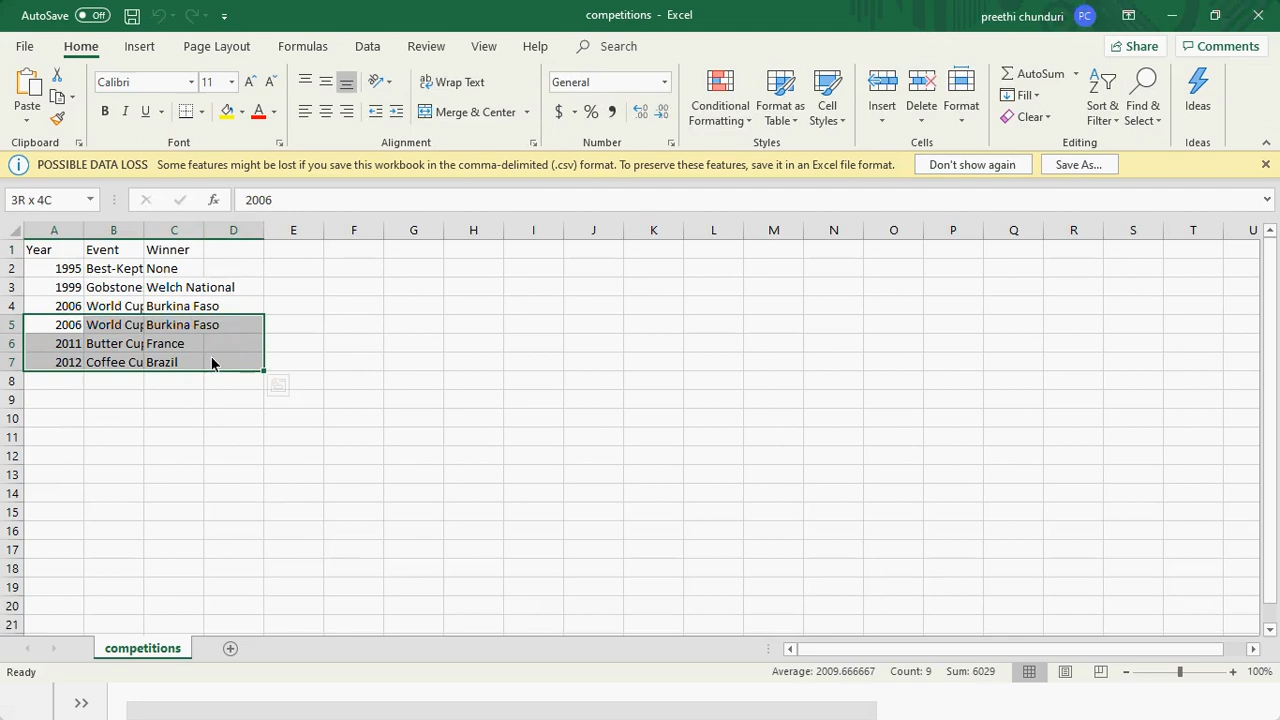 AutoSave Off competitions - Excel preethi chunduri PC
File Home Insert Page Layout Formulas Data Review View Help Search Share Comments
Paste Calibri 11 B I U A Wrap Text Merge & Center General $ % Conditional Formatting Format as Table Cell Styles Insert Delete Format AutoSum Fill Clear Sort & Filter Find & Select Ideas
Clipboard Font Alignment Number Styles Cells Editing Ideas
POSSIBLE DATA LOSS Some features might be lost if you save this workbook in the comma-delimited (.csv) format. To preserve these features, save it in an Excel file format. Don't show again Save As...
3R x 4C fx 2006
A B C D E F G H I J K L M N O P Q R S T U
1 Year Event Winner
2 1995 Best-Kept None
3 1999 Gobstone Welch National
4 2006 World Cup Burkina Faso
5 2006 World Cup Burkina Faso
6 2011 Butter Cup France
7 2012 Coffee Cu Brazil
8
9
10
11
12
13
14
15
16
17
18
19
20
21
competitions
Ready Average: 2009.666667 Count: 9 Sum: 6029 100%